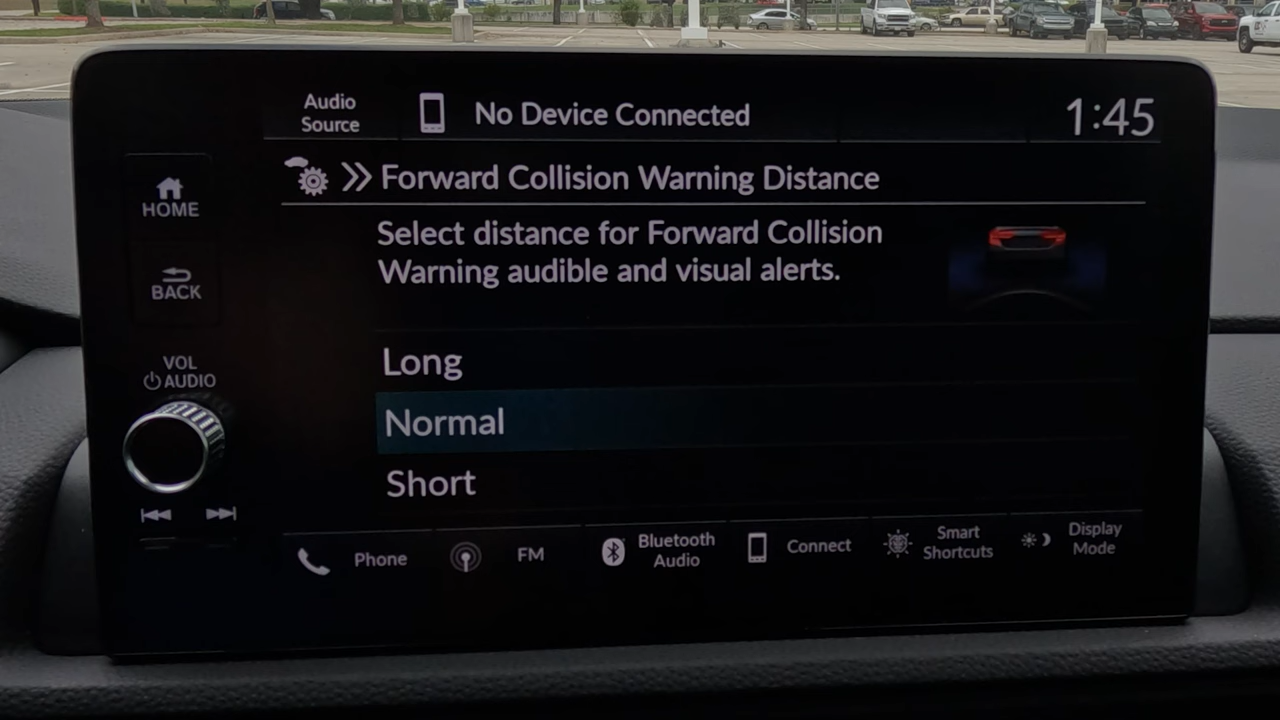 Audio
Source
No Device Connected
1:45
HOME
Forward Collision Warning Distance
Select distance for Forward Collision
Warning audible and visual alerts.
BACK
VOL
AUDIO
Long
Normal
Short
Phone
FM
Bluetooth
Audio
Connect
Smart
Shortcuts
Display
Mode